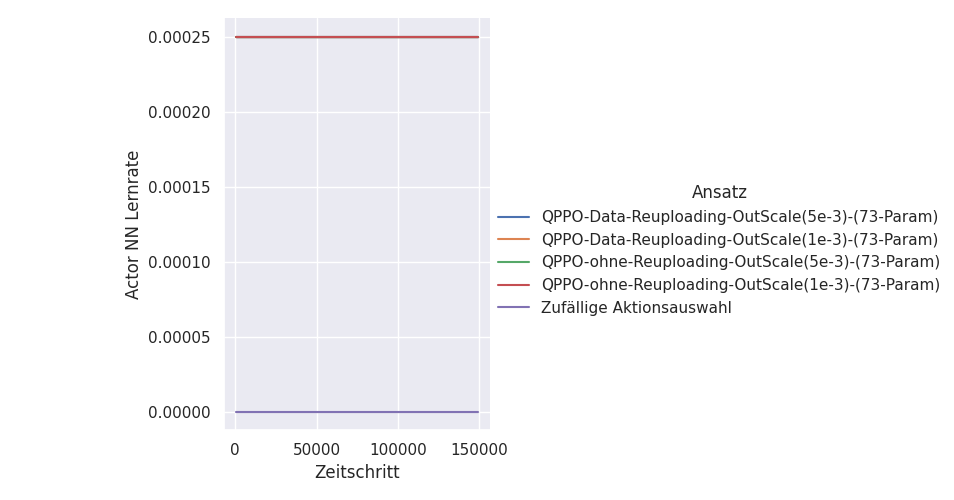 0.00025
0.00020
0.00015
0.00010
0.00005
0.00000
Actor NN Lernrate
0 50000 100000 150000
Zeitschritt
Ansatz
QPPO-Data-Reuploading-OutScale(5e-3)-(73-Param)
QPPO-Data-Reuploading-OutScale(1e-3)-(73-Param)
QPPO-ohne-Reuploading-OutScale(5e-3)-(73-Param)
QPPO-ohne-Reuploading-OutScale(1e-3)-(73-Param)
Zufällige Aktionsauswahl